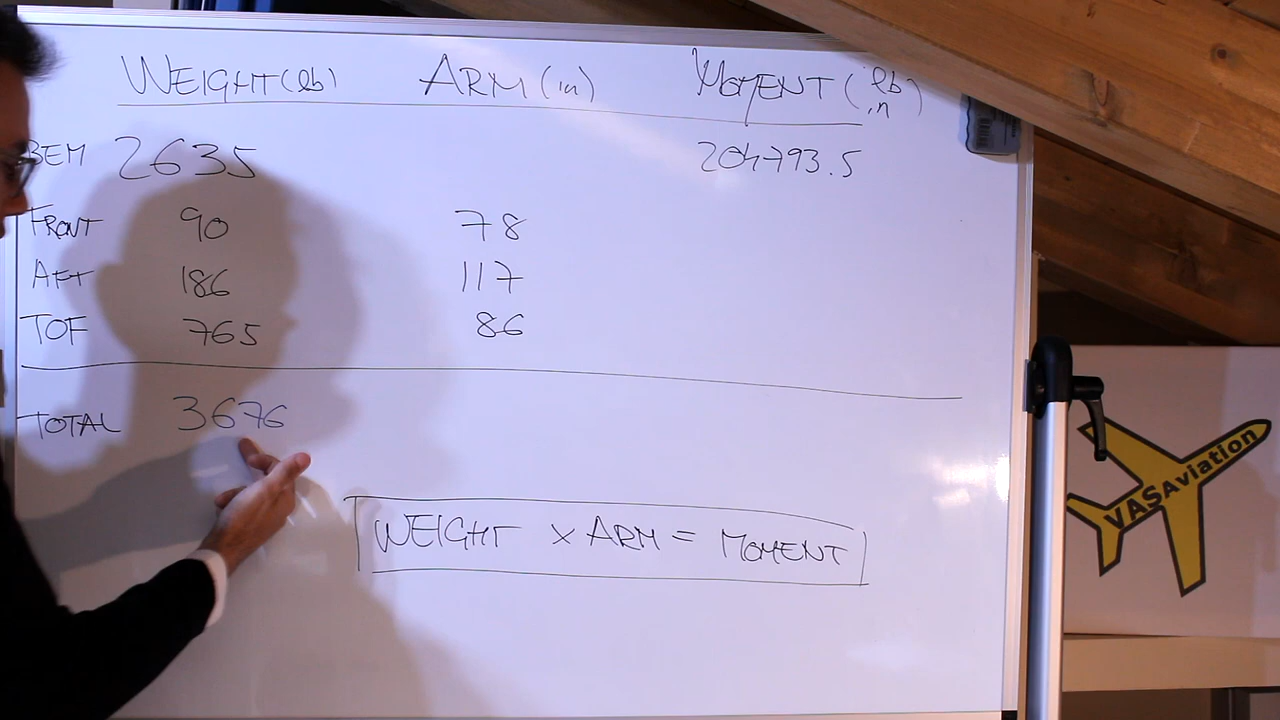 WEIGHT (lb) ARM (in) MOMENT (lb in)
BEM 2635 204793.5
FRONT 90 78
AFT 186 117
TOF 765 86
TOTAL 3676
WEIGHT X ARM = MOMENT
VASAviation